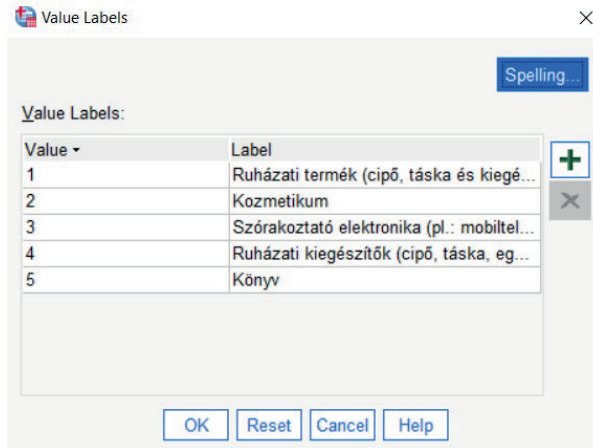 Value Labels
Spelling...
Value Labels:
Value Label
1 Ruházati termék (cipő, táska és kiegé...
2 Kozmetikum
3 Szórakoztató elektronika (pl.: mobiltel...
4 Ruházati kiegészítők (cipő, táska, eg...
5 Könyv
OK Reset Cancel Help